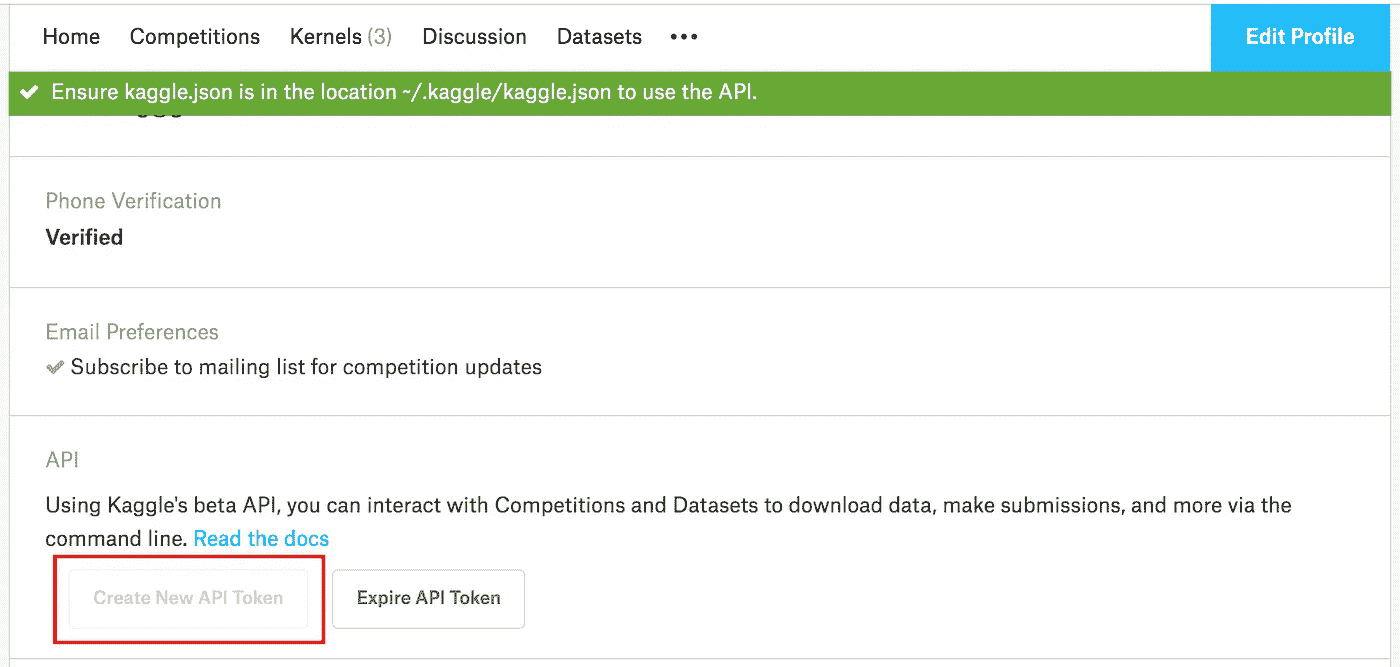 Home Competitions Kernels (3) Discussion Datasets ••• Edit Profile
Ensure kaggle.json is in the location ~/.kaggle/kaggle.json to use the API.
Phone Verification
Verified
Email Preferences
Subscribe to mailing list for competition updates
API
Using Kaggle's beta API, you can interact with Competitions and Datasets to download data, make submissions, and more via the
command line. Read the docs
Create New API Token Expire API Token